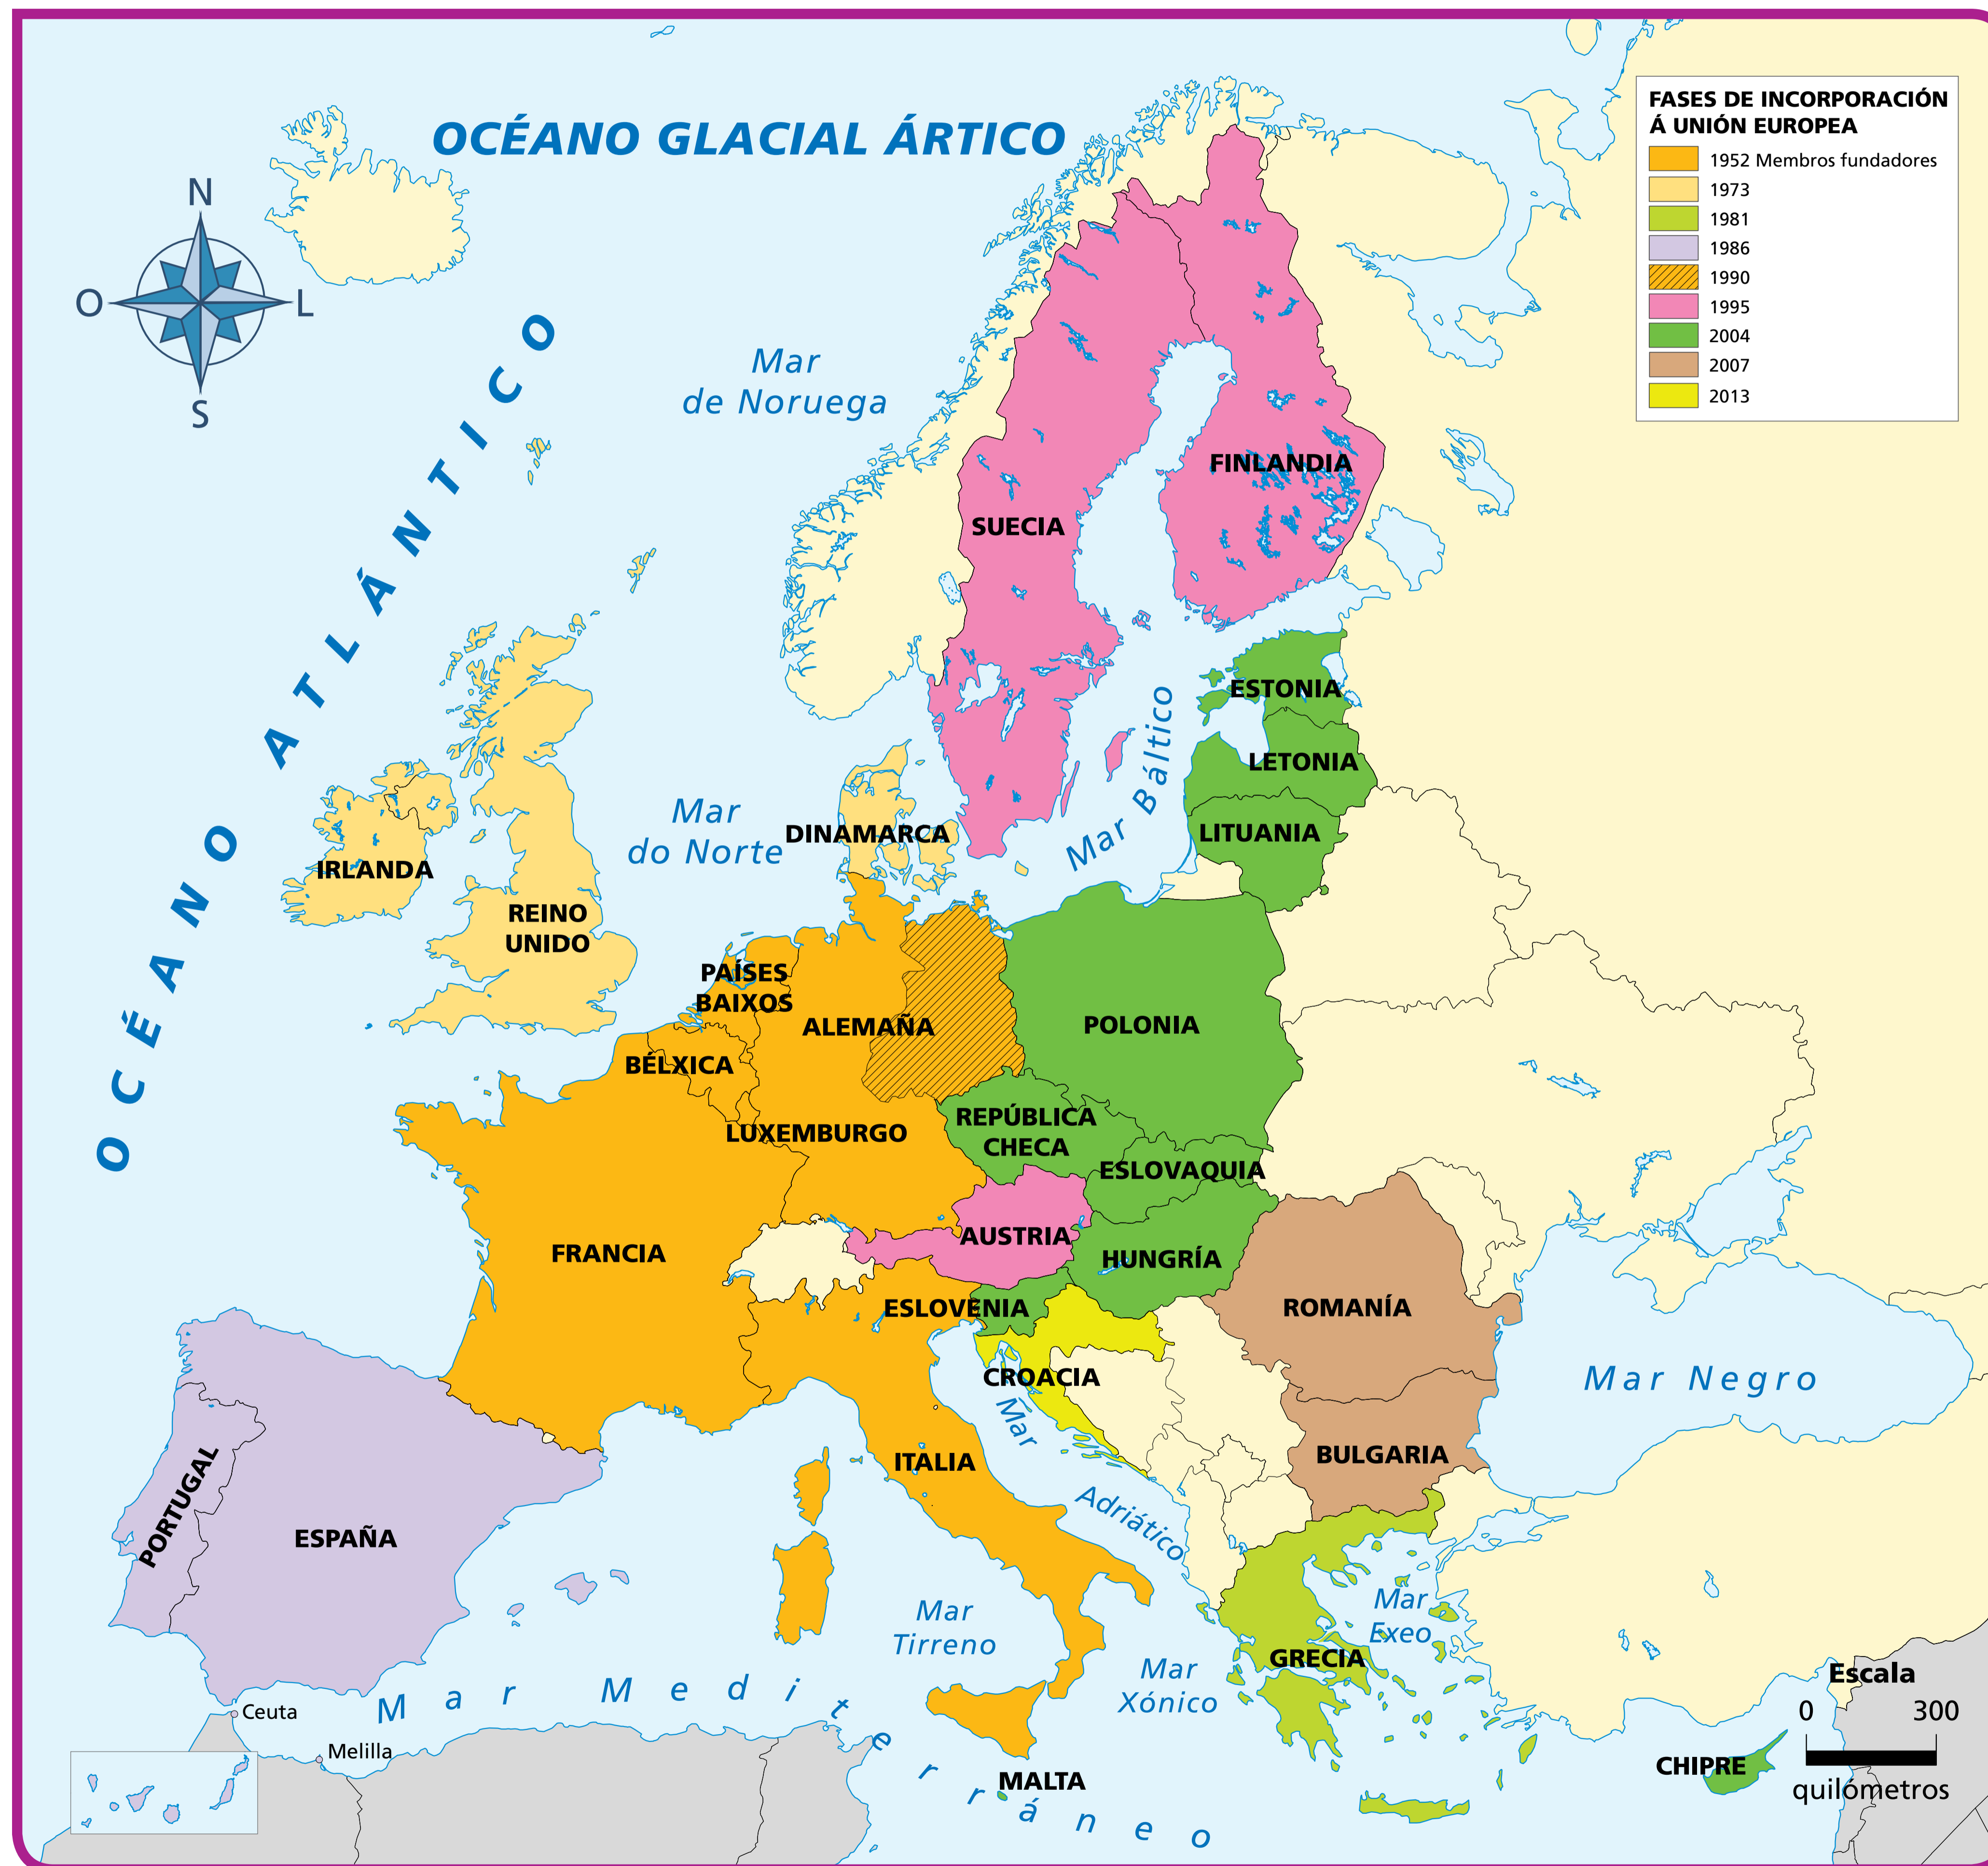 FASES DE INCORPORACIÓN
Á UNIÓN EUROPEA
1952 Membros fundadores
1973
1981
1986
1990
1995
2004
2007
2013
OCÉANO GLACIAL ÁRTICO
N
O
L
S
OCÉANO ATLÁNTICO
Mar
de Noruega
FINLANDIA
SUECIA
ESTONIA
LETONIA
Mar Báltico
LITUANIA
Mar
do Norte
DINAMARCA
IRLANDA
REINO
UNIDO
PAÍSES
BAIXOS
ALEMAÑA
POLONIA
BÉLXICA
REPÚBLICA
CHECA
LUXEMBURGO
ESLOVAQUIA
AUSTRIA
FRANCIA
HUNGRÍA
ESLOVENIA
ROMANÍA
CROACIA
Mar Negro
Mar
Adriático
BULGARIA
ITALIA
PORTUGAL
ESPAÑA
Mar
Exeo
Mar
Tirreno
GRECIA
Mar
Xónico
Mar Mediterráneo
Ceuta
Melilla
MALTA
CHIPRE
Escala
0 300
quilómetros